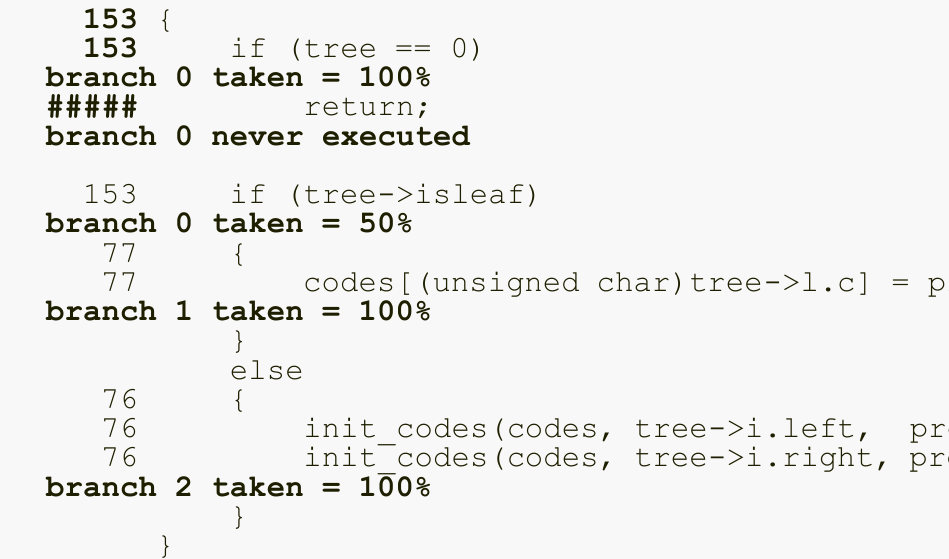 153 {
153     if (tree == 0)
branch 0 taken = 100%
#####         return;
branch 0 never executed
153     if (tree->isleaf)
branch 0 taken = 50%
77     {
77         codes[(unsigned char)tree->l.c] = p
branch 1 taken = 100%
}
else
76     {
76         init_codes(codes, tree->i.left,  pr
76         init_codes(codes, tree->i.right, pr
branch 2 taken = 100%
}
}